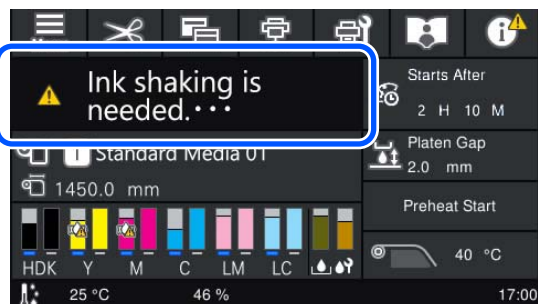 Ink shaking is
needed.···
Starts After
2 H 10 M
Platen Gap
2.0 mm
1 Standard Media 01
1450.0 mm
Preheat Start
HDK Y M C LM LC
40 °C
25 °C 46 % 17:00